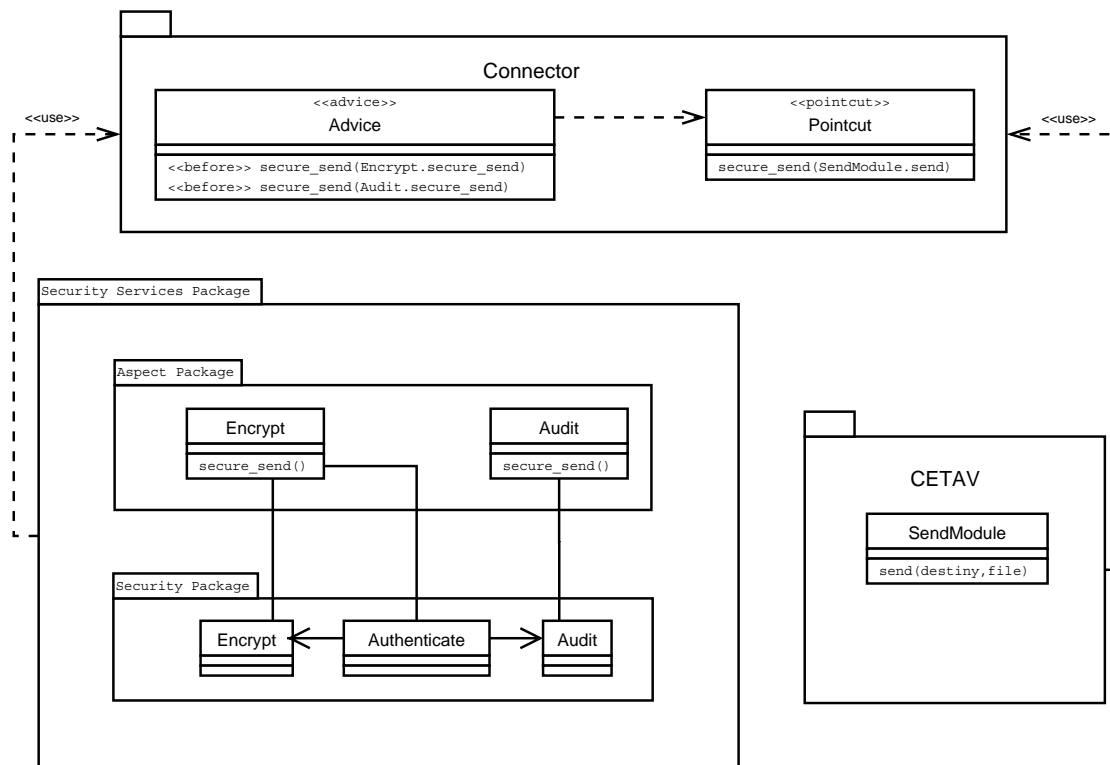 Connector
<<advice>>
Advice
<<before>> secure_send(Encrypt.secure_send)
<<before>> secure_send(Audit.secure_send)
<<pointcut>>
Pointcut
secure_send(SendModule.send)
<<use>>
<<use>>
Security Services Package
Aspect Package
Encrypt
secure_send()
Audit
secure_send()
Security Package
Encrypt
Authenticate
Audit
CETAV
SendModule
send(destiny,file)